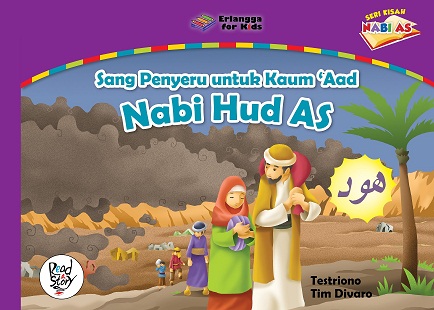 Erlangga
for Kids
SERI KISAH
NABI AS
Sang Penyeru untuk Kaum 'Aad
Nabi Hud As
هود
Read
A
Story
Testriono
Tim Divaro